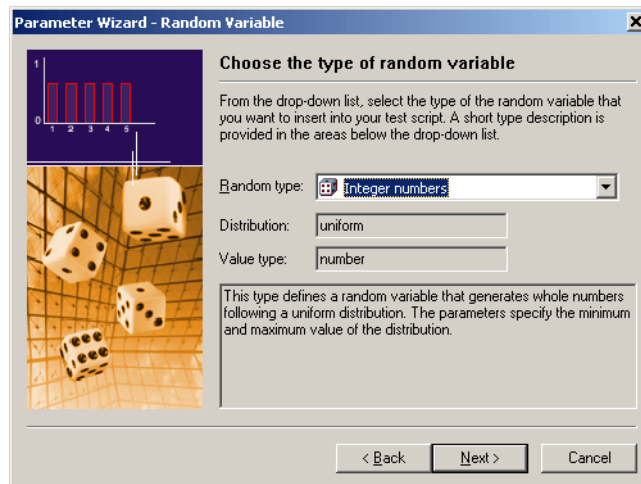 Parameter Wizard - Random Variable
1
0
1 2 3 4 5
Choose the type of random variable
From the drop-down list, select the type of the random variable that
you want to insert into your test script. A short type description is
provided in the areas below the drop-down list.
Random type: Integer numbers
Distribution: uniform
Value type: number
This type defines a random variable that generates whole numbers
following a uniform distribution. The parameters specify the minimum
and maximum value of the distribution.
< Back Next > Cancel